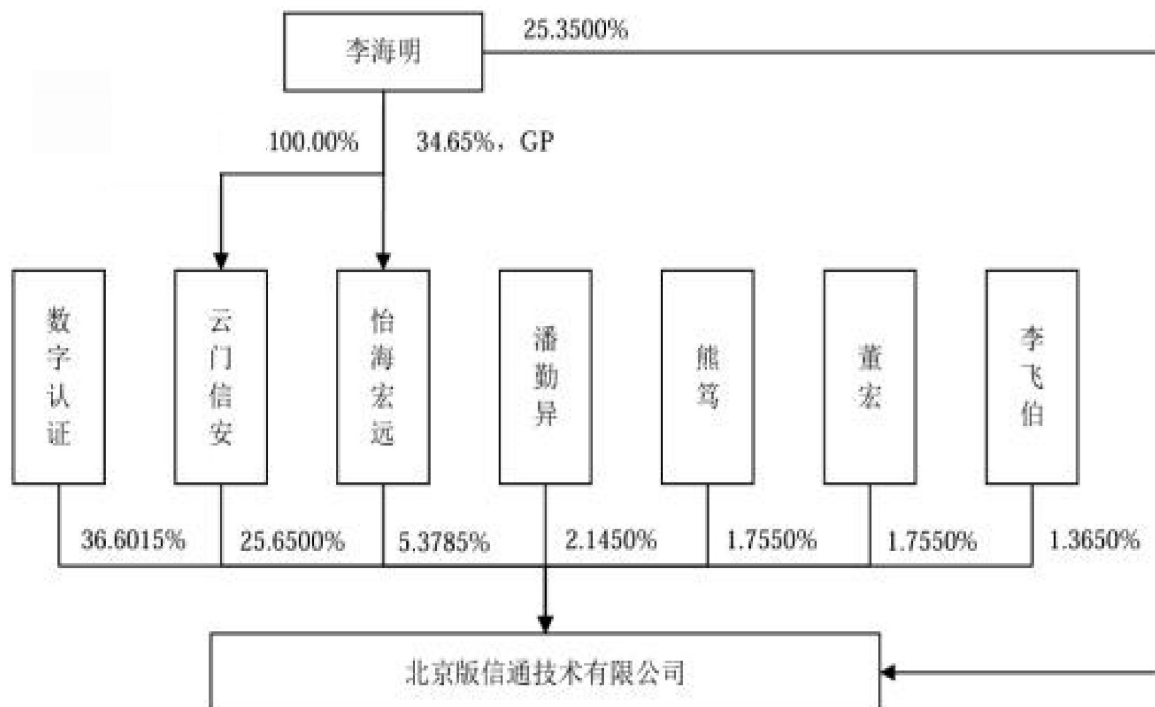 25.3500%
李海明
100.00%
34.65%，GP
数字认证
云门信安
怡海宏远
潘勤异
熊笃
董宏
李飞伯
36.6015%
25.6500%
5.3785%
2.1450%
1.7550%
1.7550%
1.3650%
北京版信通技术有限公司